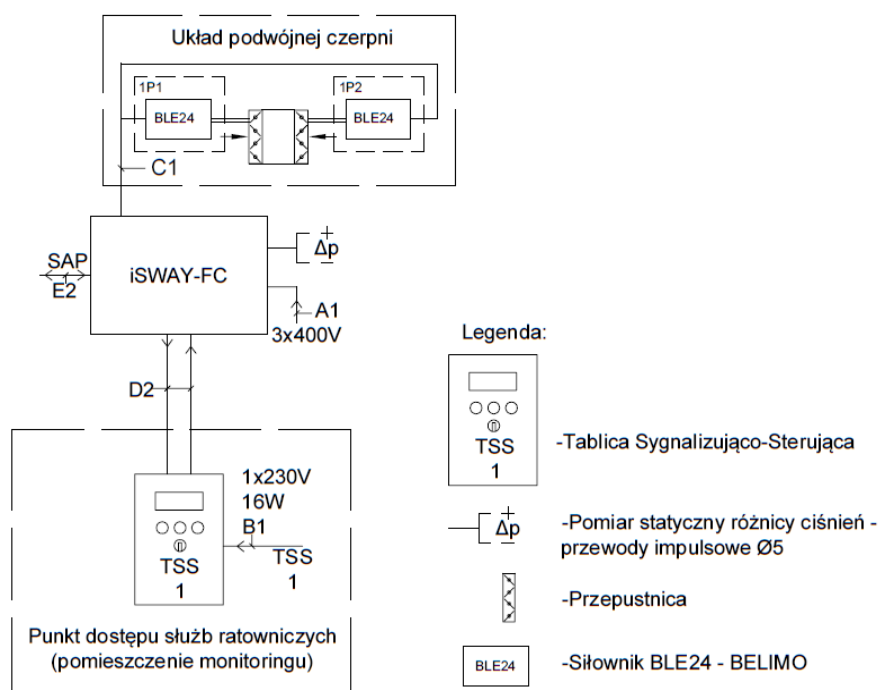 Układ podwójnej czerpni
1P1
1P2
BLE24
BLE24
C1
SAP
E2
iSWAY-FC
+
Δp
-
A1
3x400V
D2
1x230V
16W
B1
TSS
1
TSS
1
Punkt dostępu służb ratowniczych
(pomieszczenie monitoringu)
Legenda:
TSS
1
-Tablica Sygnalizująco-Sterująca
+
Δp
-
-Pomiar statyczny różnicy ciśnień -
przewody impulsowe Ø5
-Przepustnica
BLE24
-Siłownik BLE24 - BELIMO